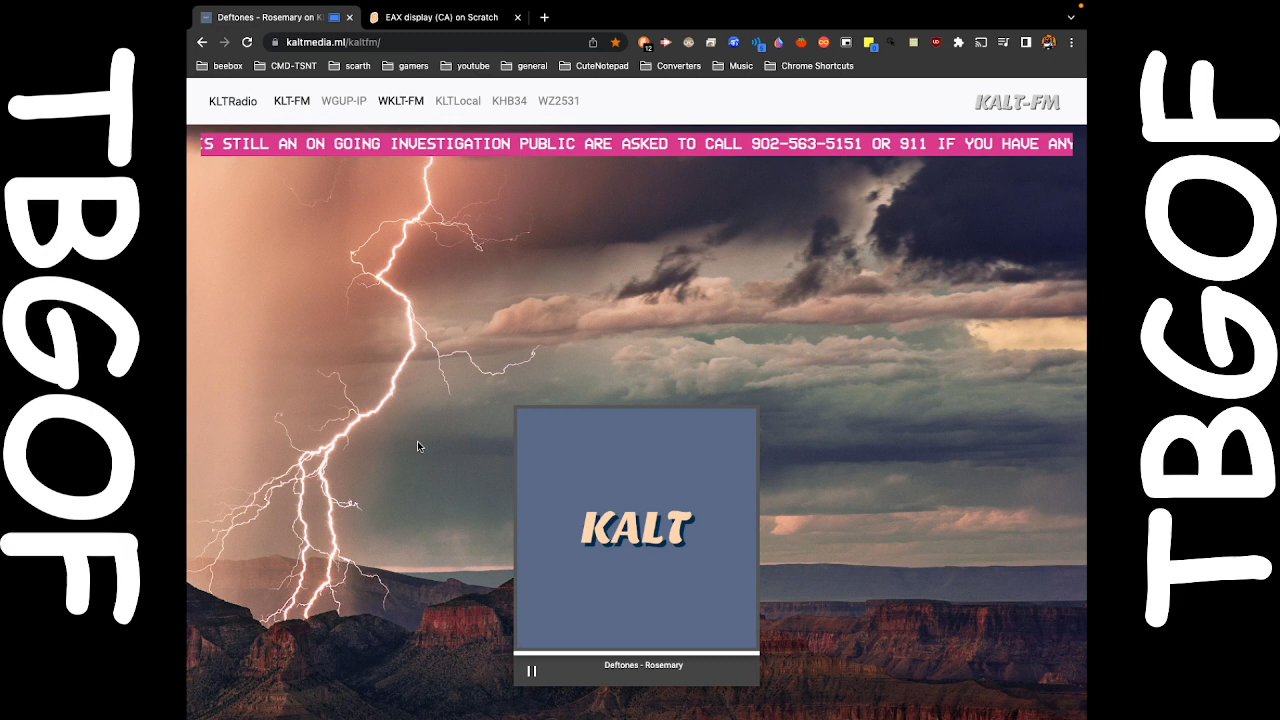 TBGOF
Deftones - Rosemary on K
EAX display (CA) on Scratch
kaltmedia.ml/kaltfm/
beebox CMD-TSNT scarth gamers youtube general CuteNotepad Converters Music Chrome Shortcuts
KLTRadio KLT-FM WGUP-IP WKLT-FM KLTLocal KHB34 WZ2531 KALT-FM
STILL AN ON GOING INVESTIGATION PUBLIC ARE ASKED TO CALL 902-563-5151 OR 911 IF YOU HAVE ANY
KALT
Deftones - Rosemary
TBGOF